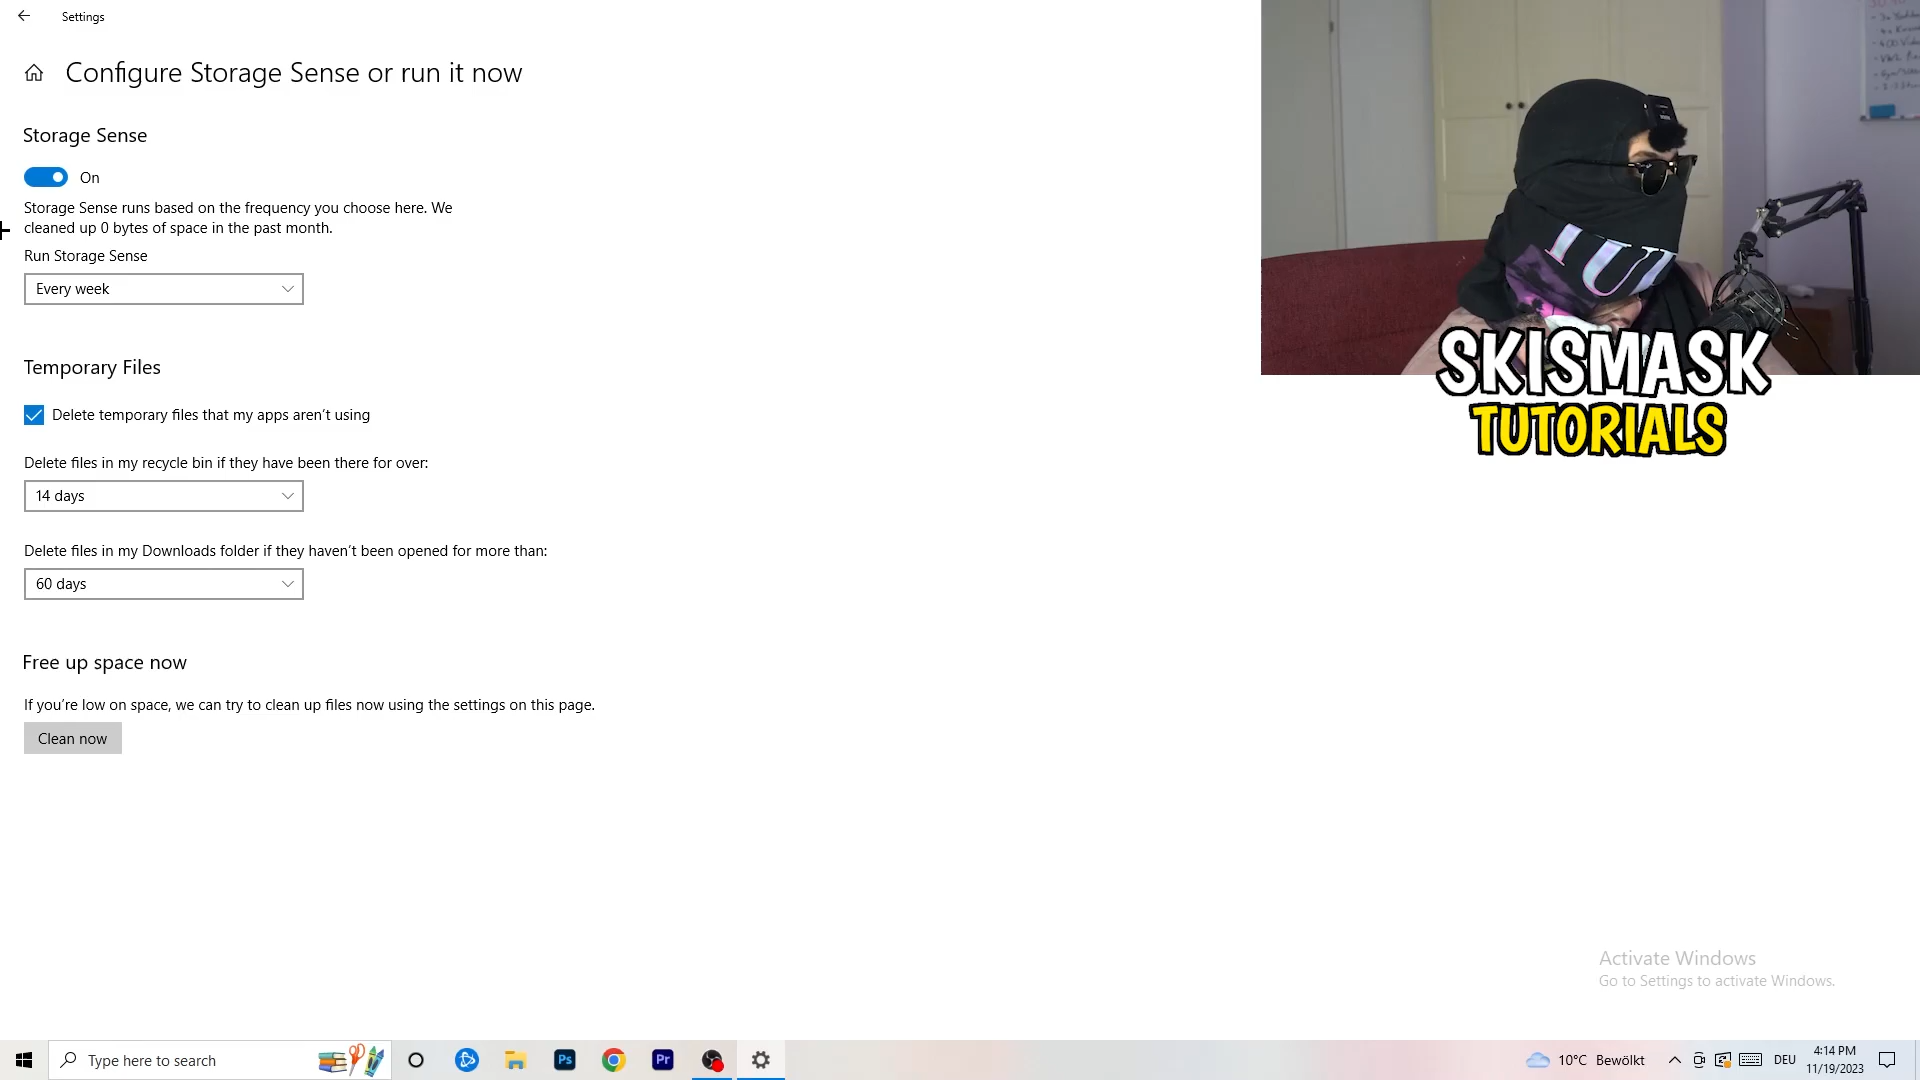 Settings
Configure Storage Sense or run it now
Storage Sense
On
Storage Sense runs based on the frequency you choose here. We
cleaned up 0 bytes of space in the past month.
Run Storage Sense
Every week
Temporary Files
Delete temporary files that my apps aren't using
Delete files in my recycle bin if they have been there for over:
14 days
Delete files in my Downloads folder if they haven't been opened for more than:
60 days
Free up space now
If you're low on space, we can try to clean up files now using the settings on this page.
Clean now
SKISMASK
TUTORIALS
Activate Windows
Go to Settings to activate Windows.
Type here to search
Ps
Pr
10°C Bewölkt
DEU
4:14 PM
11/19/2023